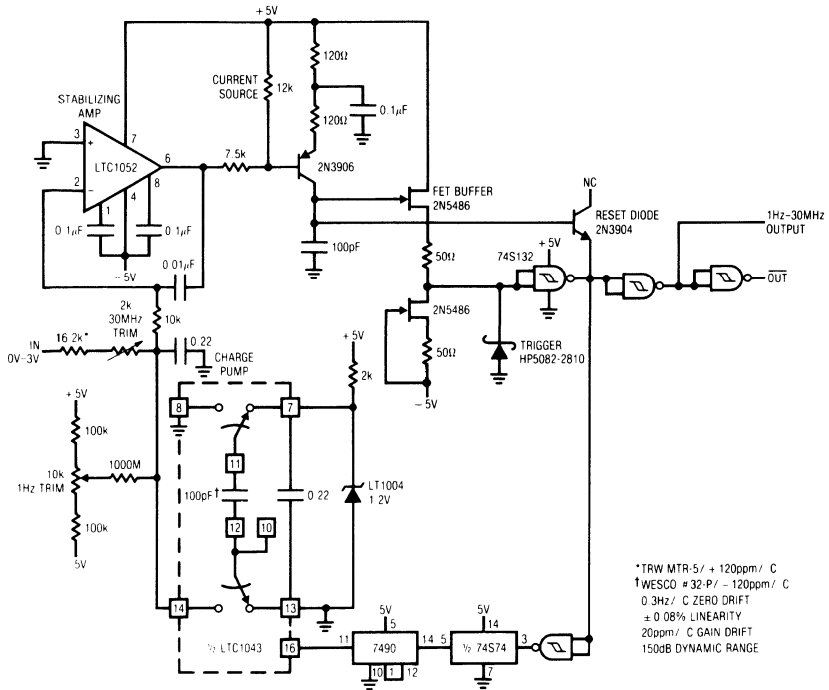 +5V
120Ω
CURRENT
SOURCE
12k
0.1µF
120Ω
STABILIZING
AMP
3
+
7
LTC1052
6
7.5k
2N3906
2
−
8
1
4
0 1µF
0 1µF
−5V
FET BUFFER
2N5486
NC
RESET DIODE
2N3904
1Hz-30MHz
OUTPUT
100pF
50Ω
74S132
+5V
OUT
0 01µF
2k
30MHz
TRIM
10k
2N5486
16 2k*
IN
0V–3V
0 22
50Ω
TRIGGER
HP5082-2810
−5V
CHARGE
PUMP
+5V
2k
8
7
+5V
100k
11
10k
1Hz TRIM
1000M
100pF†
0 22
LT1004
1 2V
12
10
100k
5V
14
13
½ LTC1043
16
11
5V
5
7490
10
1
12
14
5
5V
14
½ 74S74
7
3
*TRW MTR-5/ + 120ppm/ C
†WESCO #32-P/ − 120ppm/ C
0 3Hz/ C ZERO DRIFT
± 0 08% LINEARITY
20ppm/ C GAIN DRIFT
150dB DYNAMIC RANGE